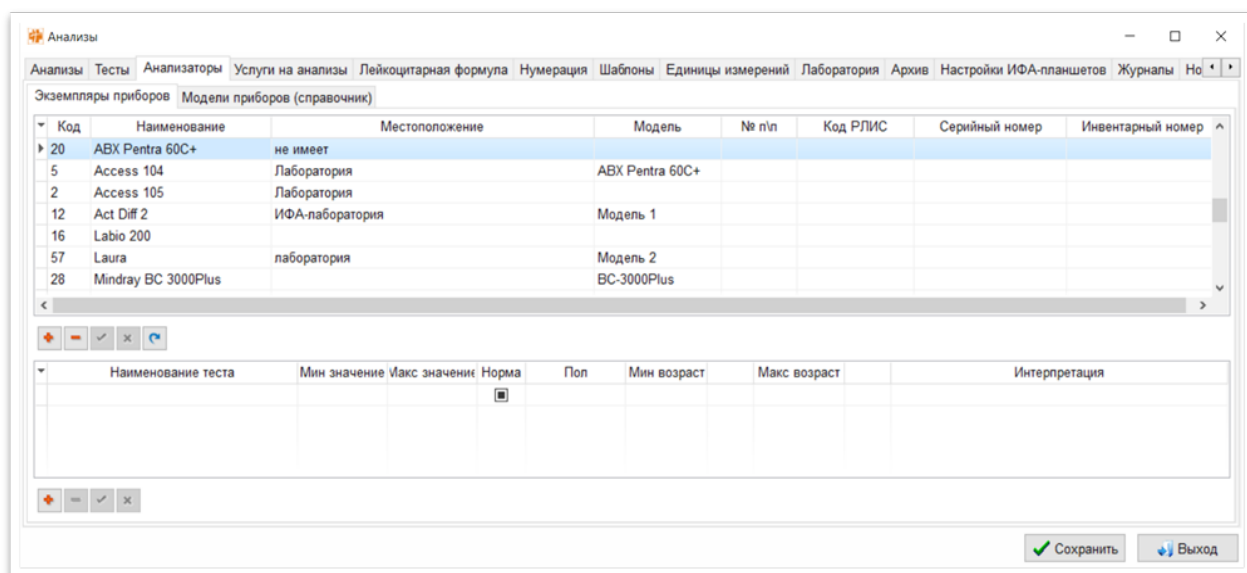 Анализы
Анализы Тесты Анализаторы Услуги на анализы Лейкоцитарная формула Нумерация Шаблоны Единицы измерений Лаборатория Архив Настройки ИФА-планшетов Журналы Но
Экземпляры приборов Модели приборов (справочник)
Код Наименование Местоположение Модель № п\п Код РЛИС Серийный номер Инвентарный номер
20 ABX Pentra 60C+ не имеет
5 Access 104 Лаборатория ABX Pentra 60C+
2 Access 105 Лаборатория
12 Act Diff 2 ИФА-лаборатория Модель 1
16 Labio 200
57 Laura лаборатория Модель 2
28 Mindray BC 3000Plus BC-3000Plus
Наименование теста Мин значение Макс значение Норма Пол Мин возраст Макс возраст Интерпретация
Сохранить Выход